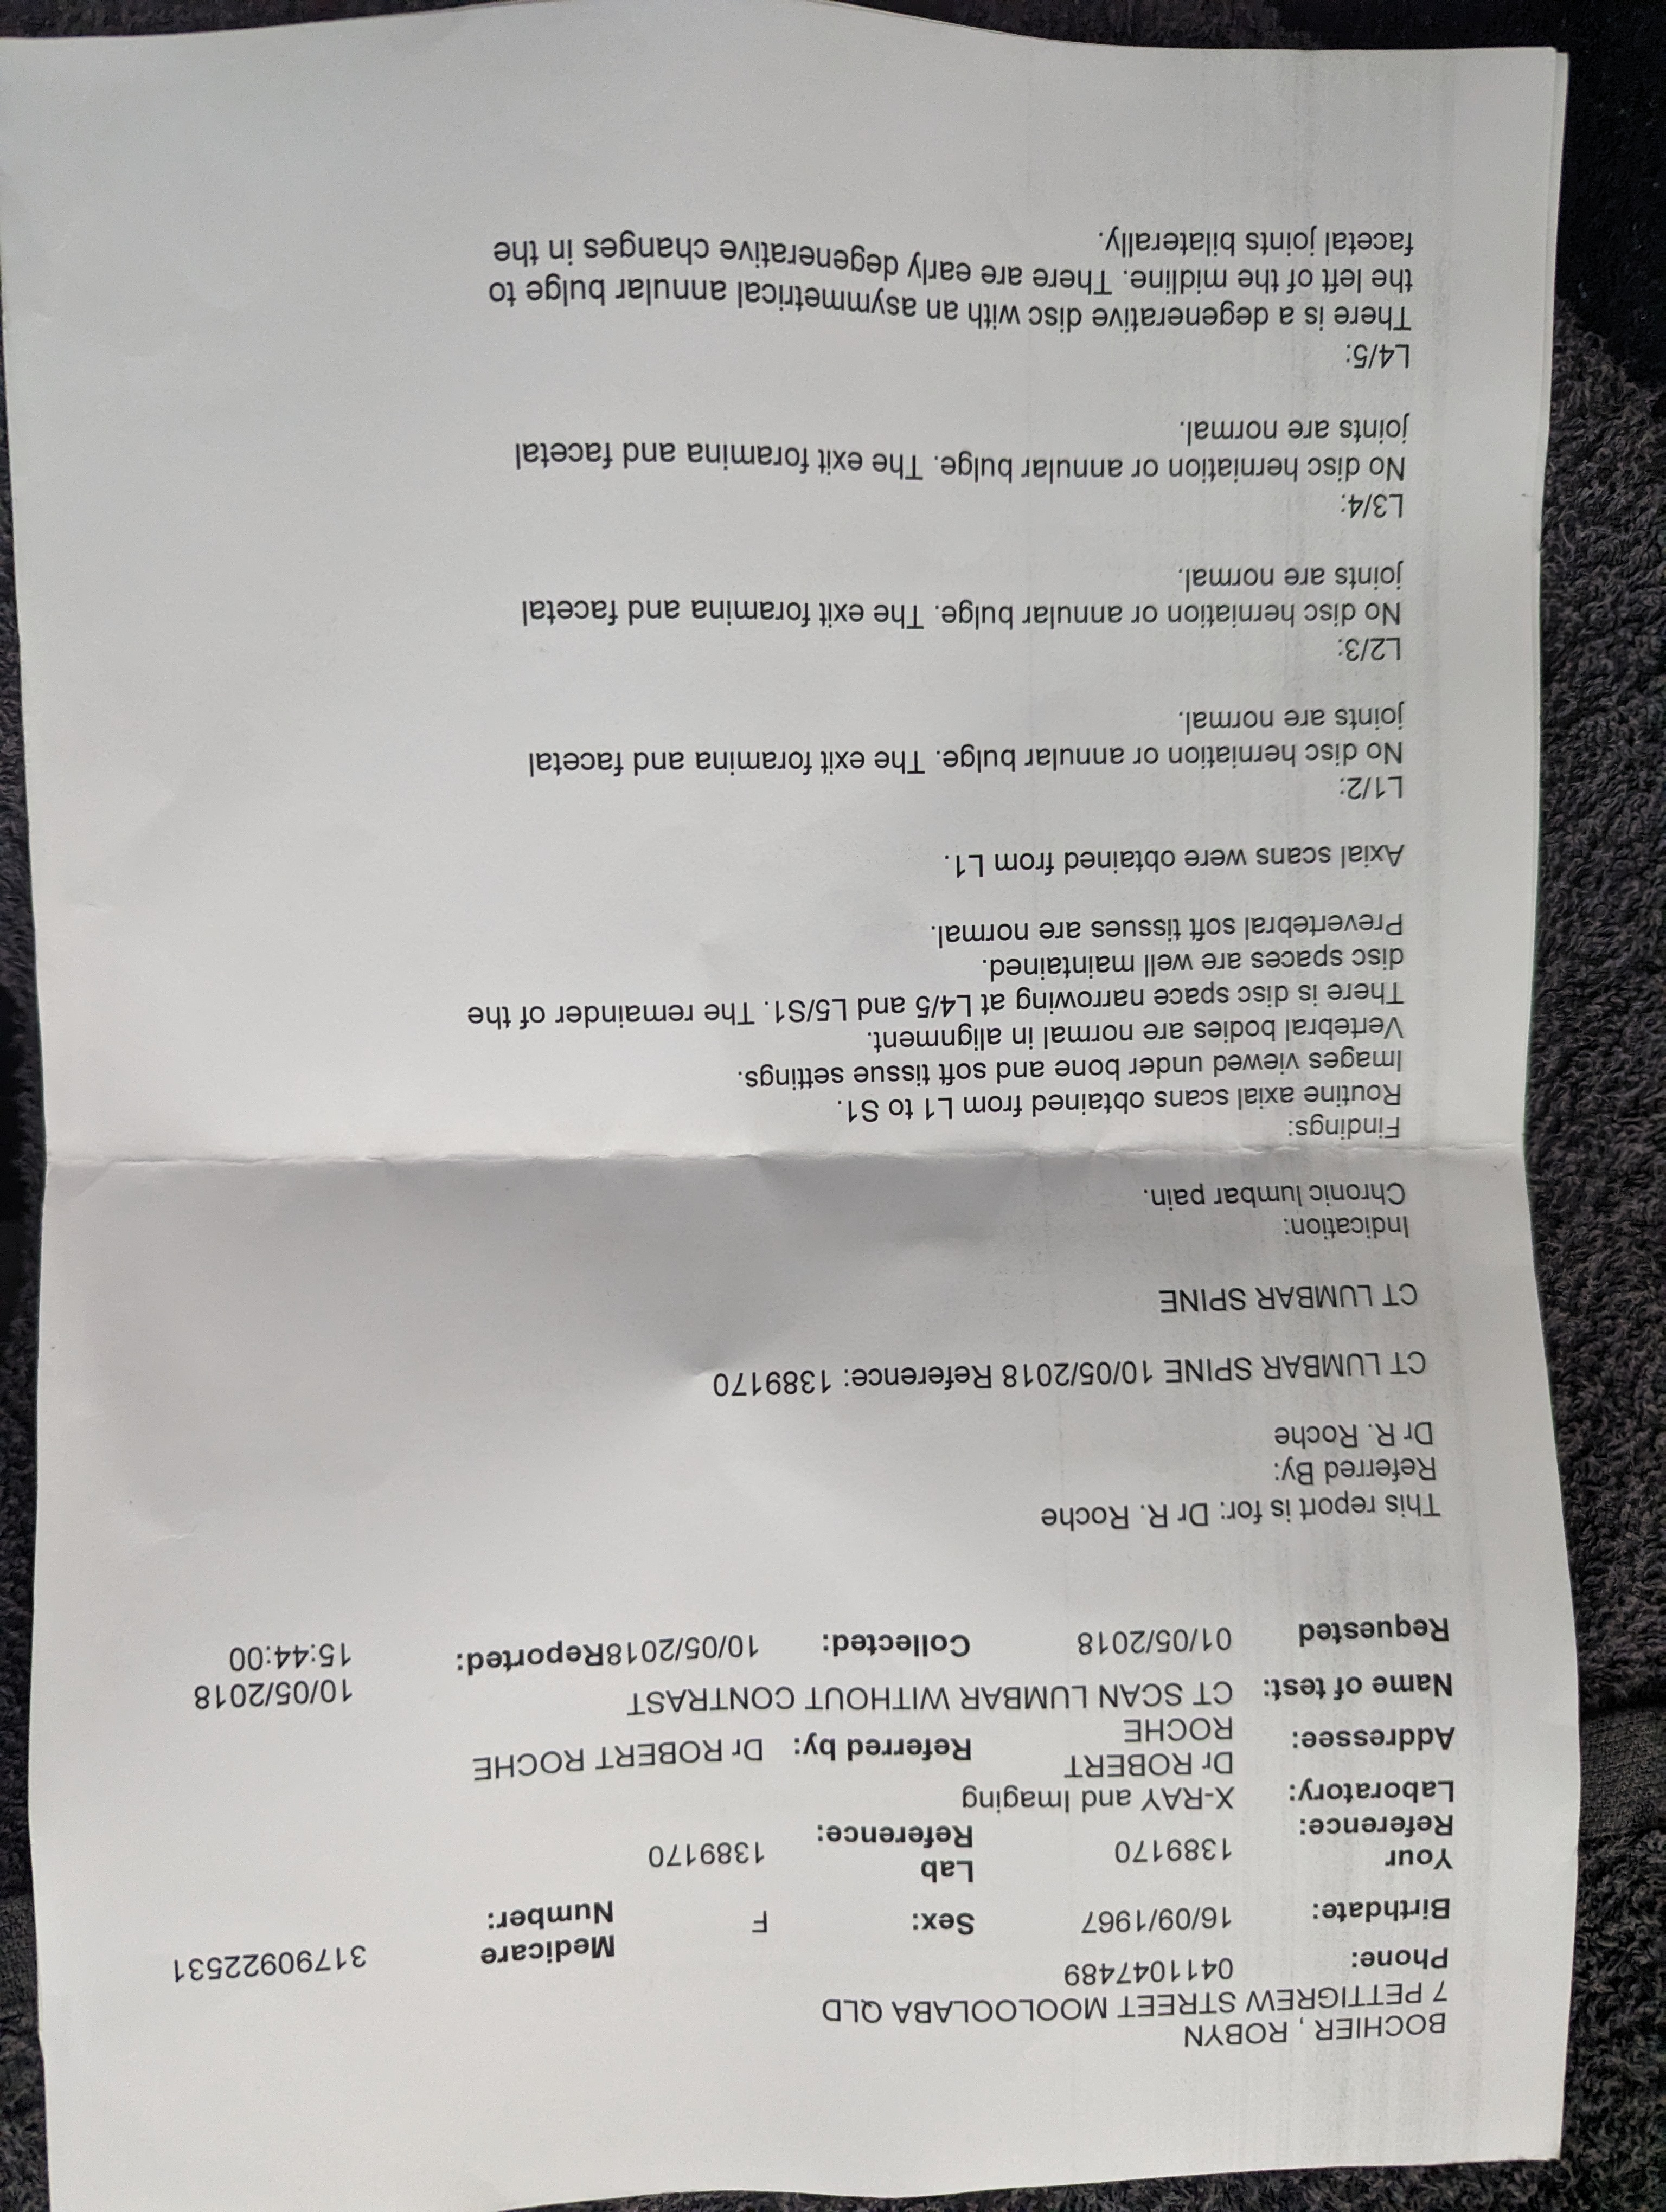 BOCHIER , ROBYN
7 PETTIGREW STREET MOOLOOLABA QLD
Phone: 0411047489
Birthdate: 16/09/1967 Sex: F Medicare Number: 31790922531
Your Reference: 1389170 Lab Reference: 1389170
Laboratory: X-RAY and Imaging
Addressee: Dr ROBERT ROCHE Referred by: Dr ROBERT ROCHE
Name of test: CT SCAN LUMBAR WITHOUT CONTRAST
Requested 01/05/2018 Collected: 10/05/2018Reported: 10/05/2018 15:44:00
This report is for: Dr R. Roche
Referred By:
Dr R. Roche
CT LUMBAR SPINE 10/05/2018 Reference: 1389170
CT LUMBAR SPINE
Indication:
Chronic lumbar pain.
Findings:
Routine axial scans obtained from L1 to S1.
Images viewed under bone and soft tissue settings.
Vertebral bodies are normal in alignment.
There is disc space narrowing at L4/5 and L5/S1. The remainder of the
disc spaces are well maintained.
Prevertebral soft tissues are normal.
Axial scans were obtained from L1.
L1/2:
No disc herniation or annular bulge. The exit foramina and facetal
joints are normal.
L2/3:
No disc herniation or annular bulge. The exit foramina and facetal
joints are normal.
L3/4:
No disc herniation or annular bulge. The exit foramina and facetal
joints are normal.
L4/5:
There is a degenerative disc with an asymmetrical annular bulge to
the left of the midline. There are early degenerative changes in the
facetal joints bilaterally.